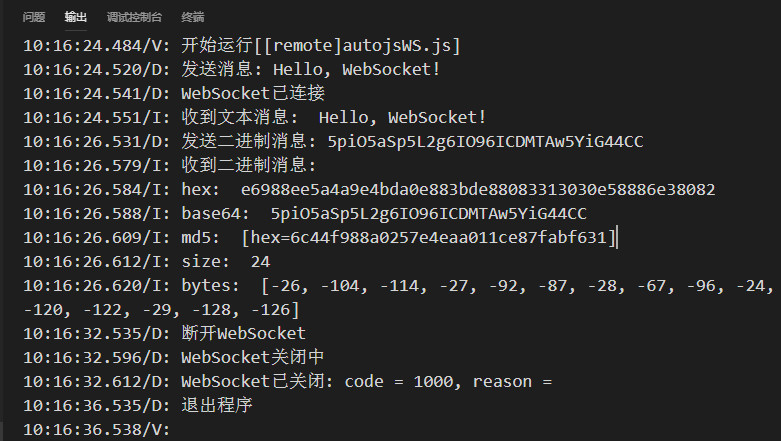 问题 输出 调试控制台 终端
10:16:24.484/V: 开始运行[[remote]autojsWS.js]
10:16:24.520/D: 发送消息: Hello, WebSocket!
10:16:24.541/D: WebSocket已连接
10:16:24.551/I: 收到文本消息:  Hello, WebSocket!
10:16:26.531/D: 发送二进制消息: 5piO5aSp5L2g6IO96ICDMTAw5YiG44CC
10:16:26.579/I: 收到二进制消息:
10:16:26.584/I: hex:  e6988ee5a4a9e4bda0e883bde88083313030e58886e38082
10:16:26.588/I: base64:  5piO5aSp5L2g6IO96ICDMTAw5YiG44CC
10:16:26.609/I: md5:  [hex=6c44f988a0257e4eaa011ce87fabf631]
10:16:26.612/I: size:  24
10:16:26.620/I: bytes:  [-26, -104, -114, -27, -92, -87, -28, -67, -96, -24,
-120, -122, -29, -128, -126]
10:16:32.535/D: 断开WebSocket
10:16:32.596/D: WebSocket关闭中
10:16:32.612/D: WebSocket已关闭: code = 1000, reason =
10:16:36.535/D: 退出程序
10:16:36.538/V: